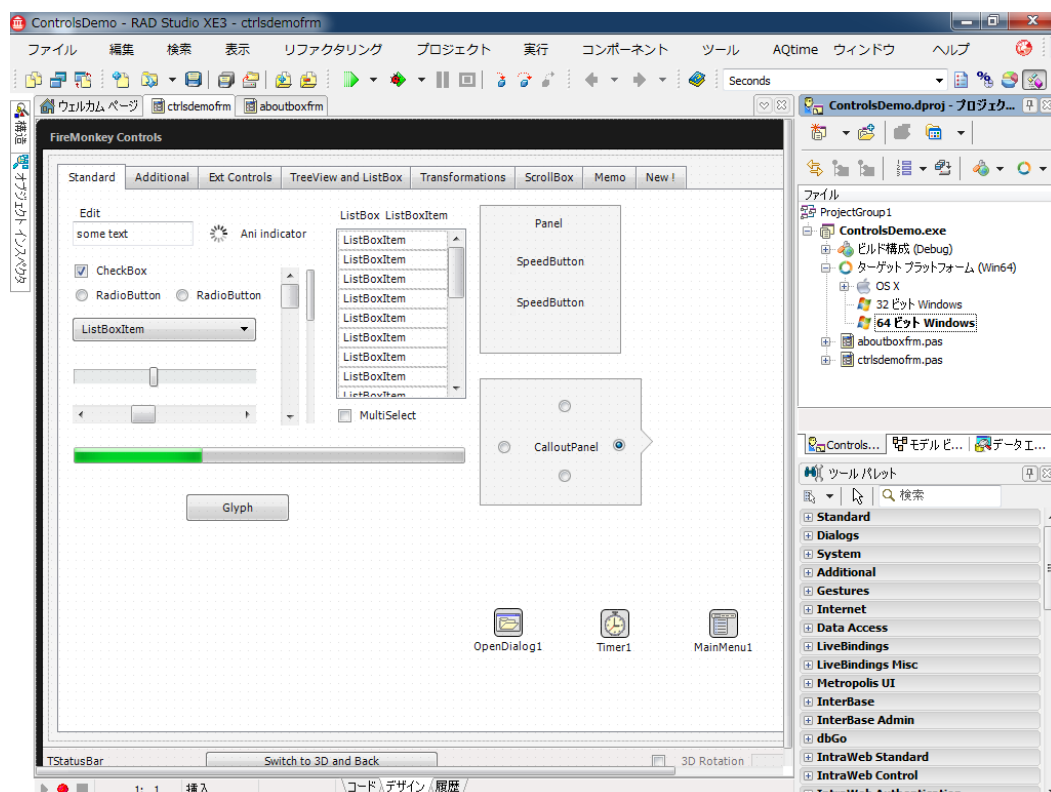 ControlsDemo - RAD Studio XE3 - ctrlsdemofrm
ファイル 編集 検索 表示 リファクタリング プロジェクト 実行 コンポーネント ツール AQtime ウィンドウ ヘルプ
Seconds
ウェルカム ページ ctrlsdemofrm aboutboxfrm
構造
オブジェクト インスペクタ
FireMonkey Controls
Standard Additional Ext Controls TreeView and ListBox Transformations ScrollBox Memo New !
Edit
some text
Ani indicator
CheckBox
RadioButton RadioButton
ListBoxItem
ListBox ListBoxItem
ListBoxItem
ListBoxItem
ListBoxItem
ListBoxItem
ListBoxItem
ListBoxItem
ListBoxItem
ListBoxItem
ListBoxItem
MultiSelect
Panel
SpeedButton
SpeedButton
CalloutPanel
Glyph
OpenDialog1 Timer1 MainMenu1
TStatusBar Switch to 3D and Back 3D Rotation
1: 1 挿入 コード デザイン 履歴
ControlsDemo.dproj - プロジェク...
ファイル
ProjectGroup1
ControlsDemo.exe
ビルド構成 (Debug)
ターゲット プラットフォーム (Win64)
OS X
32 ビット Windows
64 ビット Windows
aboutboxfrm.pas
ctrlsdemofrm.pas
Controls... モデル ビ... データ エ...
ツール パレット
検索
Standard
Dialogs
System
Additional
Gestures
Internet
Data Access
LiveBindings
LiveBindings Misc
Metropolis UI
InterBase
InterBase Admin
dbGo
IntraWeb Standard
IntraWeb Control
IntraWeb Authentication